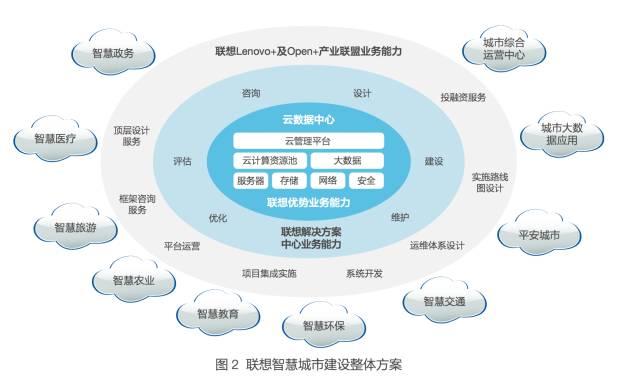 智慧政务
联想Lenovo+及Open+产业联盟业务能力
城市综合
运营中心
咨询
设计
投融资服务
云数据中心
顶层设计
服务
智慧医疗
城市大数
据应用
云管理平台
评估
云计算资源池
大数据
建设
服务器
存储
网络
安全
实施路线
图设计
框架咨询
服务
联想优势业务能力
智慧旅游
优化
维护
平安城市
联想解决方案
中心业务能力
平台运营
运维体系设计
项目集成实施
系统开发
智慧农业
智慧教育
智慧环保
智慧交通
图 2 联想智慧城市建设整体方案